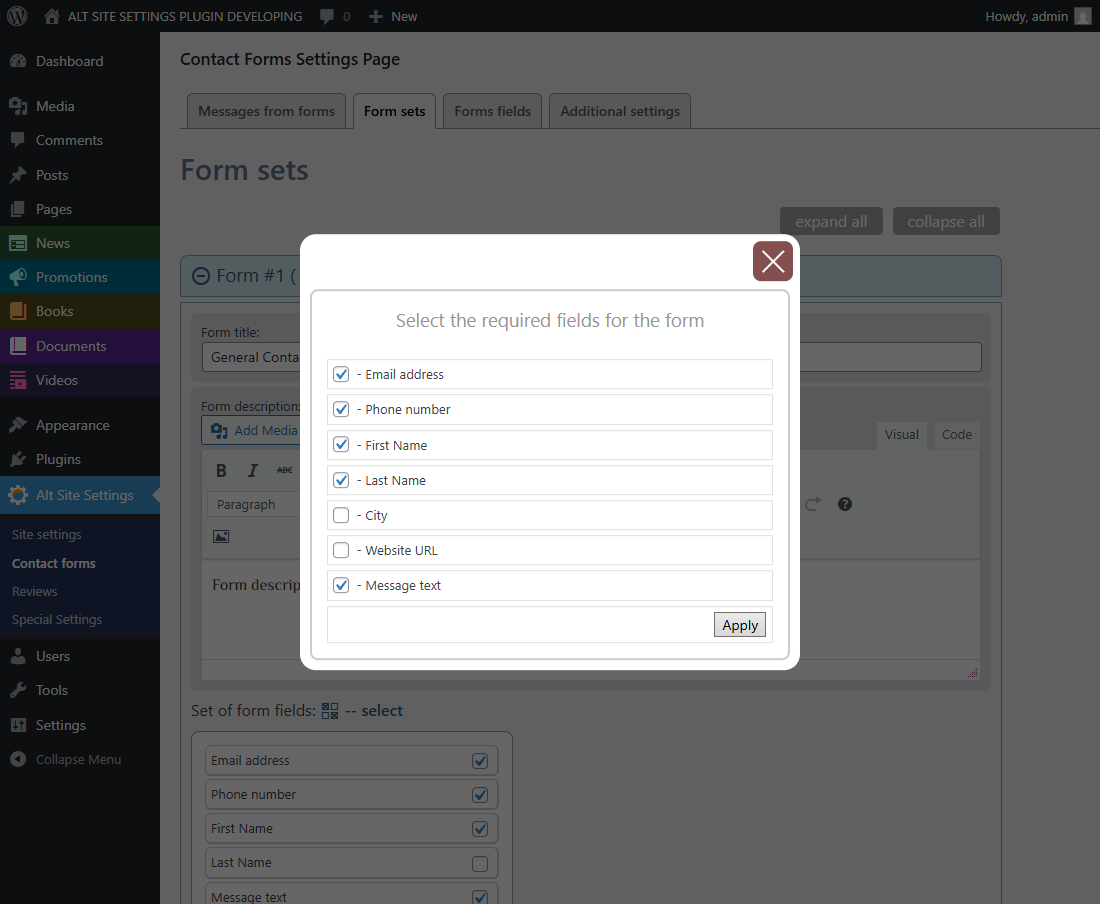 ALT SITE SETTINGS PLUGIN DEVELOPING 0 New Howdy, admin
Dashboard
Media
Comments
Posts
Pages
News
Promotions
Books
Documents
Videos
Appearance
Plugins
Alt Site Settings
Site settings
Contact forms
Reviews
Special Settings
Users
Tools
Settings
Collapse Menu
Contact Forms Settings Page
Messages from forms Form sets Forms fields Additional settings
Form sets
expand all collapse all
Form #1 (
Form title:
General Conta
Form description:
Add Media
Visual Code
B I ABC
Paragraph
Form descrip
Select the required fields for the form
- Email address
- Phone number
- First Name
- Last Name
- City
- Website URL
- Message text
Apply
Set of form fields: -- select
Email address
Phone number
First Name
Last Name
Message text